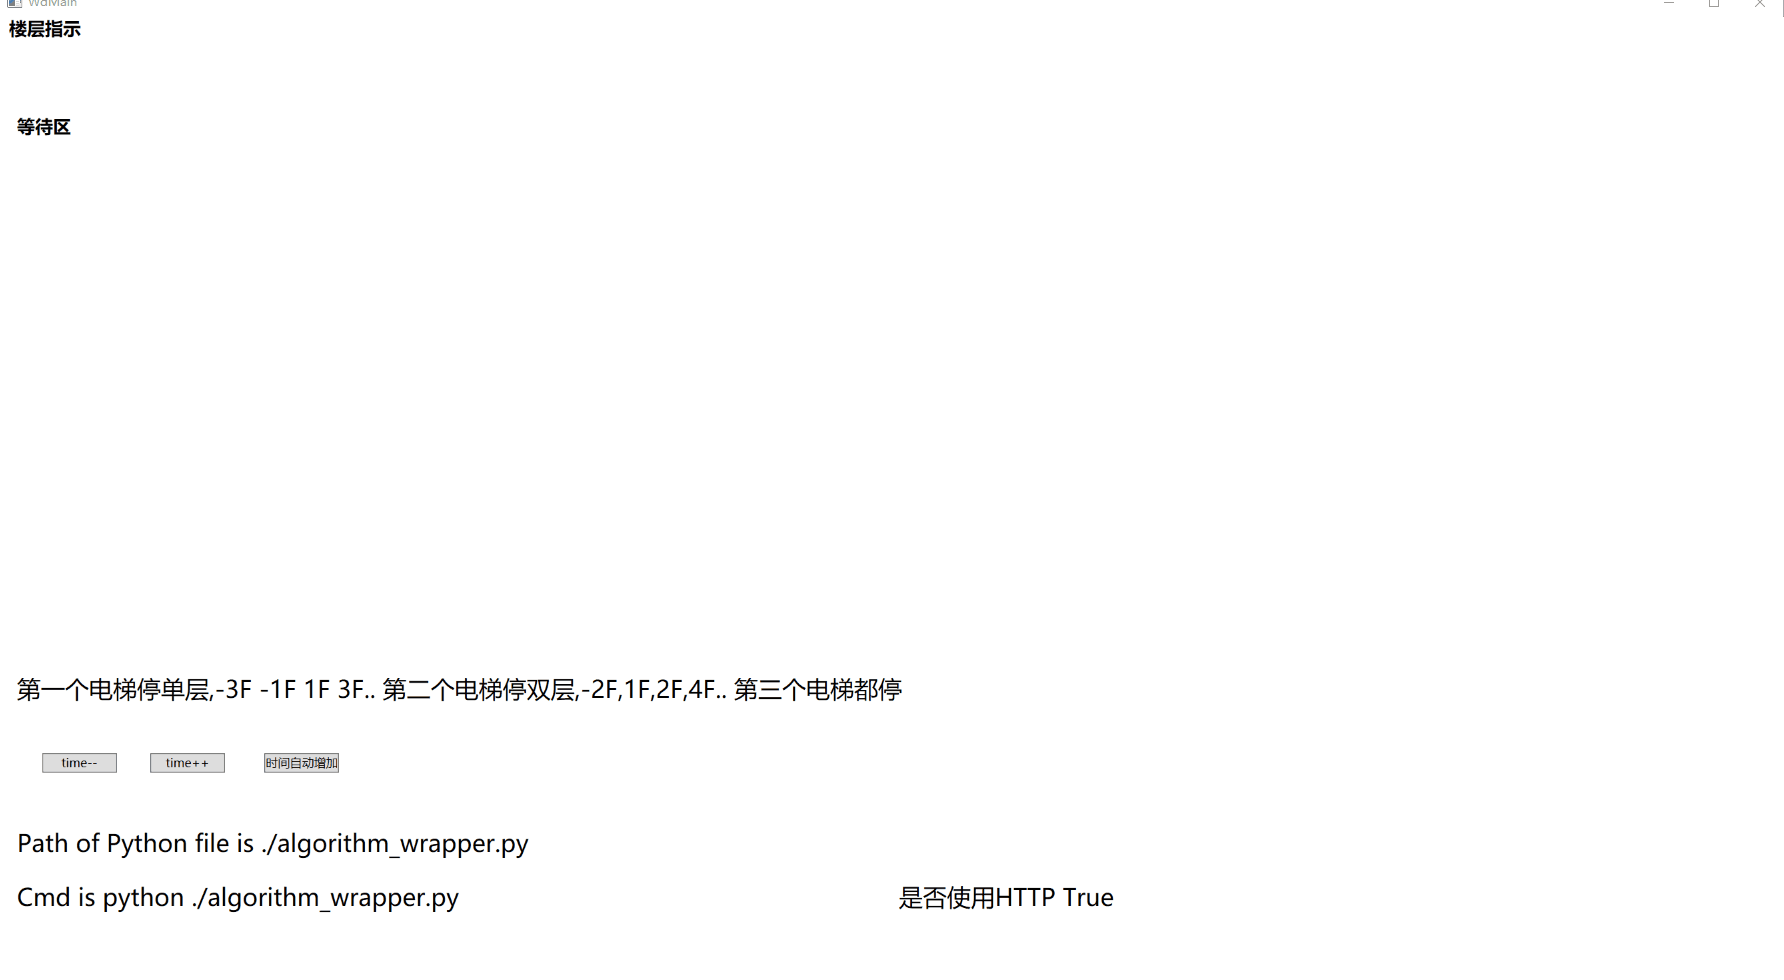 WdMain
楼层指示
等待区
第一个电梯停单层,-3F -1F 1F 3F.. 第二个电梯停双层,-2F,1F,2F,4F.. 第三个电梯都停
time-- time++ 时间自动增加
Path of Python file is ./algorithm_wrapper.py
Cmd is python ./algorithm_wrapper.py 是否使用HTTP True